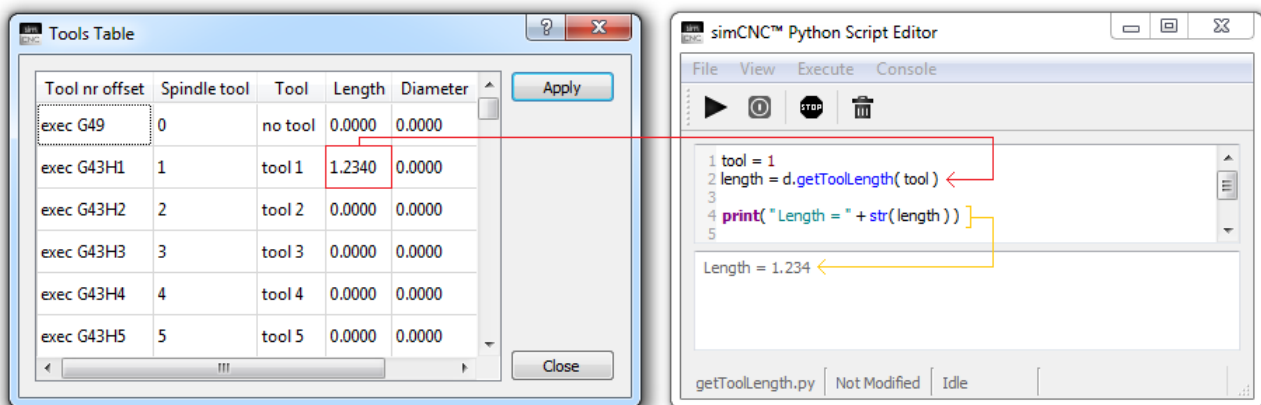 Tools Table
Tool nr offset Spindle tool Tool Length Diameter
exec G49 0 no tool 0.0000 0.0000
exec G43H1 1 tool 1 1.2340 0.0000
exec G43H2 2 tool 2 0.0000 0.0000
exec G43H3 3 tool 3 0.0000 0.0000
exec G43H4 4 tool 4 0.0000 0.0000
exec G43H5 5 tool 5 0.0000 0.0000
Apply
Close
simCNC™ Python Script Editor
File View Execute Console
STOP
1 tool = 1
2 length = d.getToolLength( tool )
3
4 print( "Length = " + str( length ) )
5
Length = 1.234
getToolLength.py Not Modified Idle